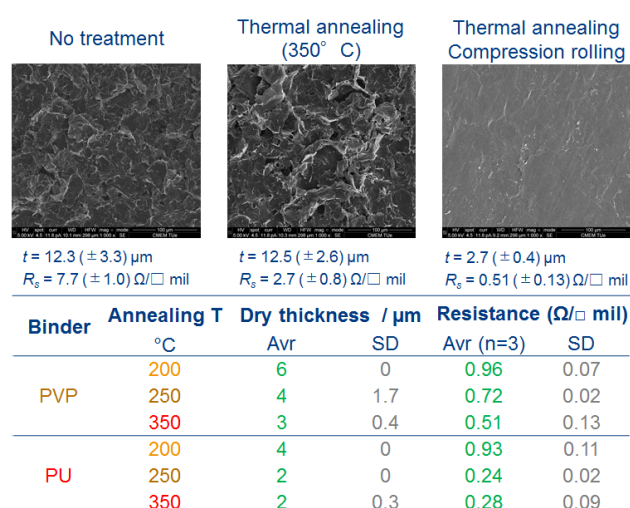 No treatment
Thermal annealing
(350° C)
Thermal annealing
Compression rolling
t = 12.3 (±3.3) µm
Rs = 7.7 (±1.0) Ω/□ mil
t = 12.5 (±2.6) µm
Rs = 2.7 (±0.8) Ω/□ mil
t = 2.7 (±0.4) µm
Rs = 0.51 (±0.13) Ω/□ mil
Binder Annealing T Dry thickness / µm Resistance (Ω/□ mil)
°C Avr SD Avr (n=3) SD
PVP
200 6 0 0.96 0.07
250 4 1.7 0.72 0.02
350 3 0.4 0.51 0.13
PU
200 4 0 0.93 0.11
250 2 0 0.24 0.02
350 2 0.3 0.28 0.09